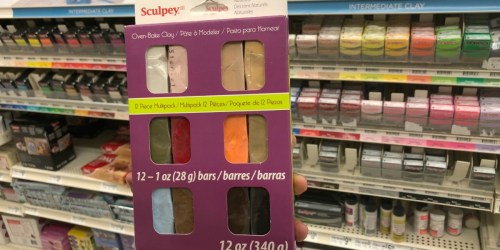 Sculpey
Oven-Bake Clay / Pâte à Modeler / Pasta para Hornear
12 Piece Multipack / Multipack 12 Pièces / Paquete de 12 Piezas
12 – 1 oz (28 g) bars / barres / barras
12 oz (340 g)
INTERMEDIATE CLAY